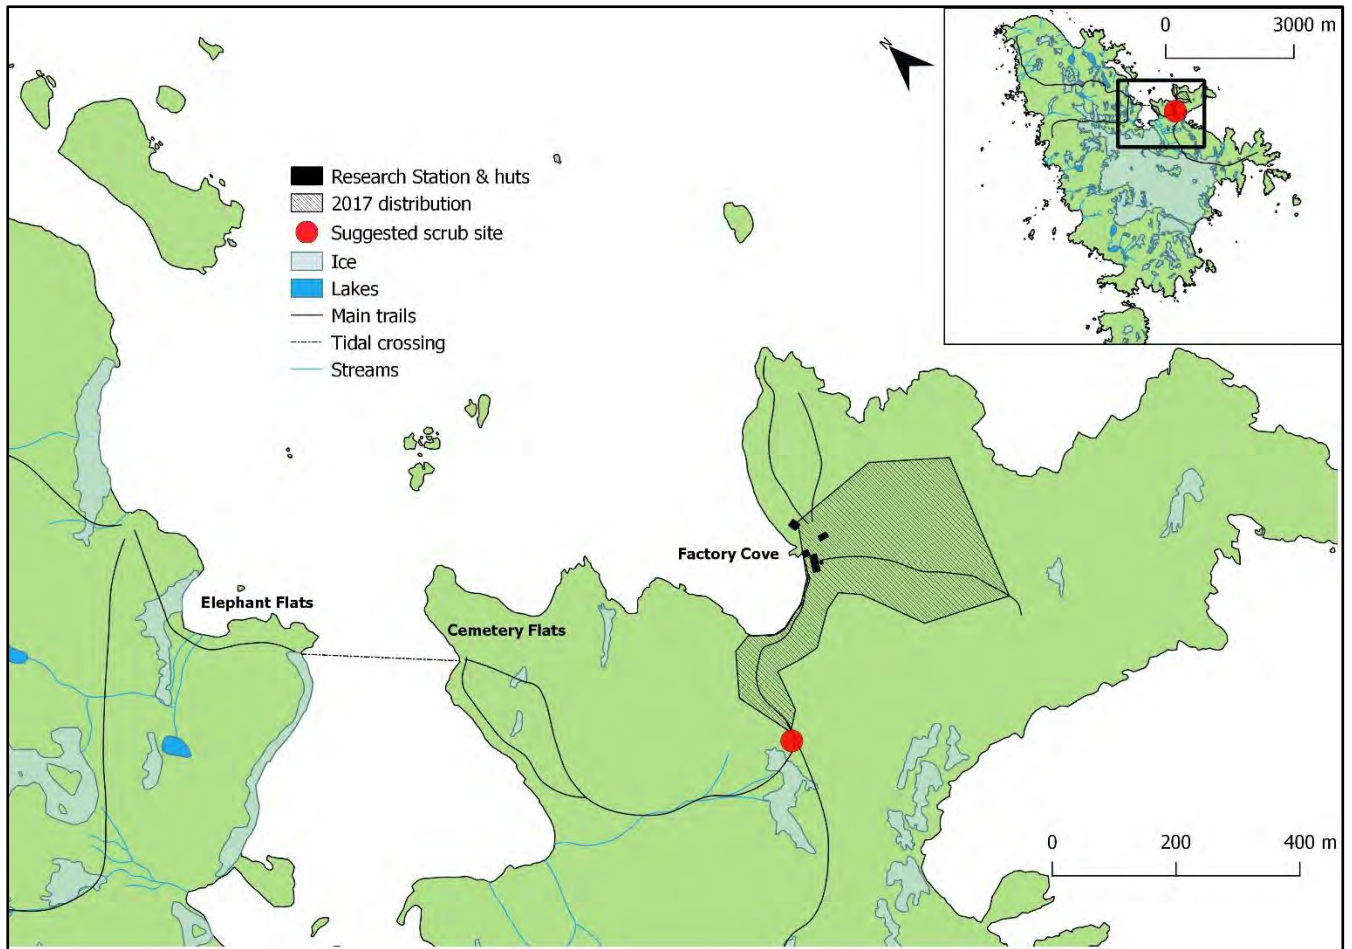 N
0 3000 m
Research Station & huts
2017 distribution
Suggested scrub site
Ice
Lakes
Main trails
Tidal crossing
Streams
Factory Cove
Elephant Flats
Cemetery Flats
0 200 400 m